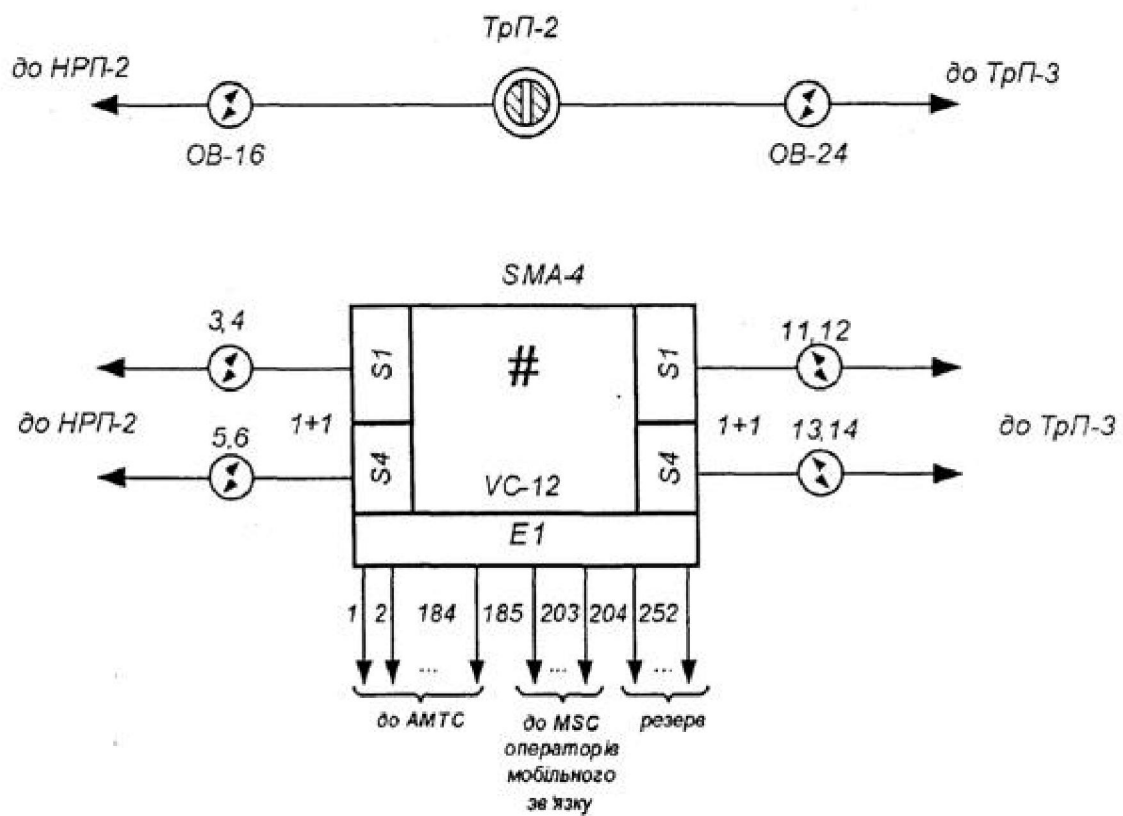 ТрП-2
до НРП-2
до ТрП-3
ОВ-16
ОВ-24
SMA-4
3,4
11,12
S1
#
S1
до НРП-2
1+1
1+1
до ТрП-3
5,6
13,14
S4
VC-12
S4
E1
1 2 184 185 203 204 252
... ... ...
до АМТС
до MSC
операторів
мобільного
зв'язку
резерв